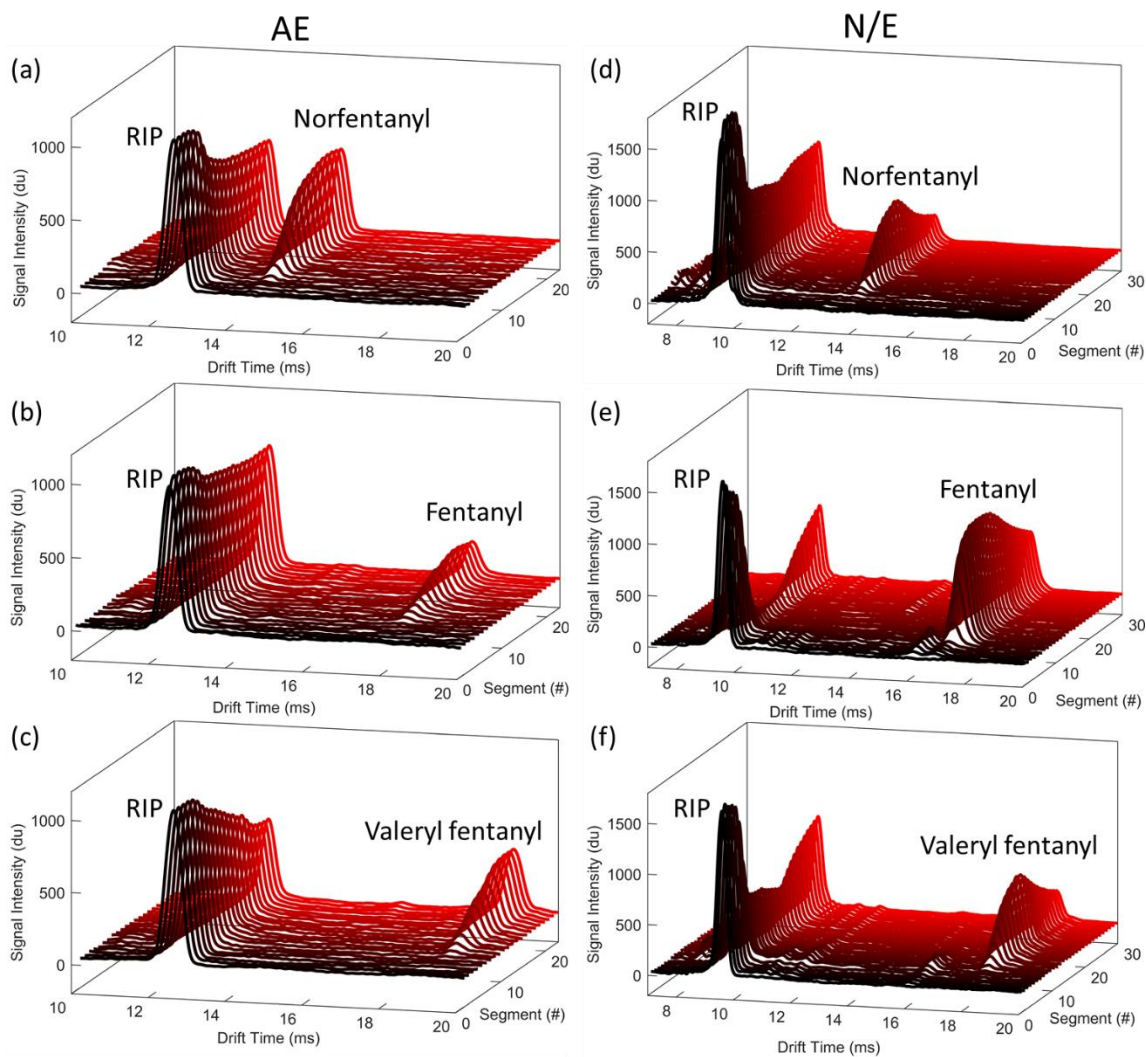 AE
N/E
(a)
RIP
Norfentanyl
Signal Intensity (du)
1000
500
0
10
12
14
16
18
20
Drift Time (ms)
0
10
20
(d)
RIP
Norfentanyl
Signal Intensity (du)
1500
1000
500
0
8
10
12
14
16
18
20
Drift Time (ms)
0
10
20
30
Segment (#)
(b)
RIP
Fentanyl
Signal Intensity (du)
1000
500
0
10
12
14
16
18
20
Drift Time (ms)
0
10
20
Segment (#)
(e)
RIP
Fentanyl
Signal Intensity (du)
1500
1000
500
0
8
10
12
14
16
18
20
Drift Time (ms)
0
10
20
30
Segment (#)
(c)
RIP
Valeryl fentanyl
Signal Intensity (du)
1000
500
0
10
12
14
16
18
20
Drift Time (ms)
0
10
20
Segment (#)
(f)
RIP
Valeryl fentanyl
Signal Intensity (du)
1500
1000
500
0
8
10
12
14
16
18
20
Drift Time (ms)
0
10
20
30
Segment (#)